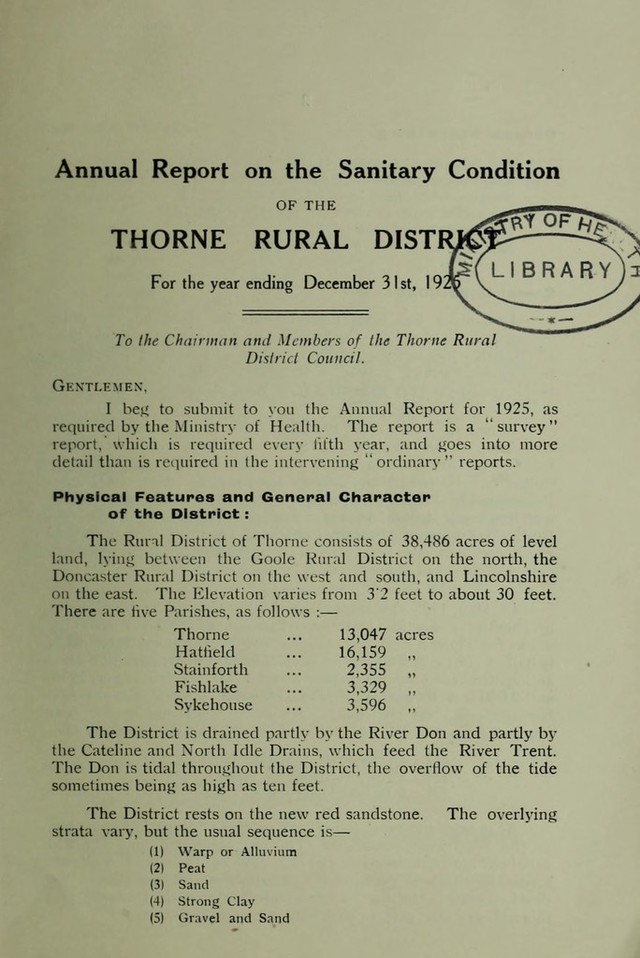 Annual Report on the Sanitary Condition
OF THE
THORNE RURAL DISTRICT
For the year ending December 31st, 1925
MINISTRY OF HE
LIBRARY
To the Chairman and Members of the Thorne Rural
District Council.
GENTLEMEN,
I beg to submit to you the Annual Report for 1925, as
required by the Ministry of Health. The report is a "survey"
report, which is required every fifth year, and goes into more
detail than is required in the intervening "ordinary" reports.
Physical Features and General Character
of the District :
The Rural District of Thorne consists of 38,486 acres of level
land, lying between the Goole Rural District on the north, the
Doncaster Rural District on the west and south, and Lincolnshire
on the east. The Elevation varies from 3'2 feet to about 30 feet.
There are five Parishes, as follows :—
Thorne ... 13,047 acres
Hatfield ... 16,159 ,,
Stainforth ... 2,355 ,,
Fishlake ... 3,329 ,,
Sykehouse ... 3,596 ,,
The District is drained partly by the River Don and partly by
the Cateline and North Idle Drains, which feed the River Trent.
The Don is tidal throughout the District, the overflow of the tide
sometimes being as high as ten feet.
The District rests on the new red sandstone. The overlying
strata vary, but the usual sequence is—
(1) Warp or Alluvium
(2) Peat
(3) Sand
(4) Strong Clay
(5) Gravel and Sand